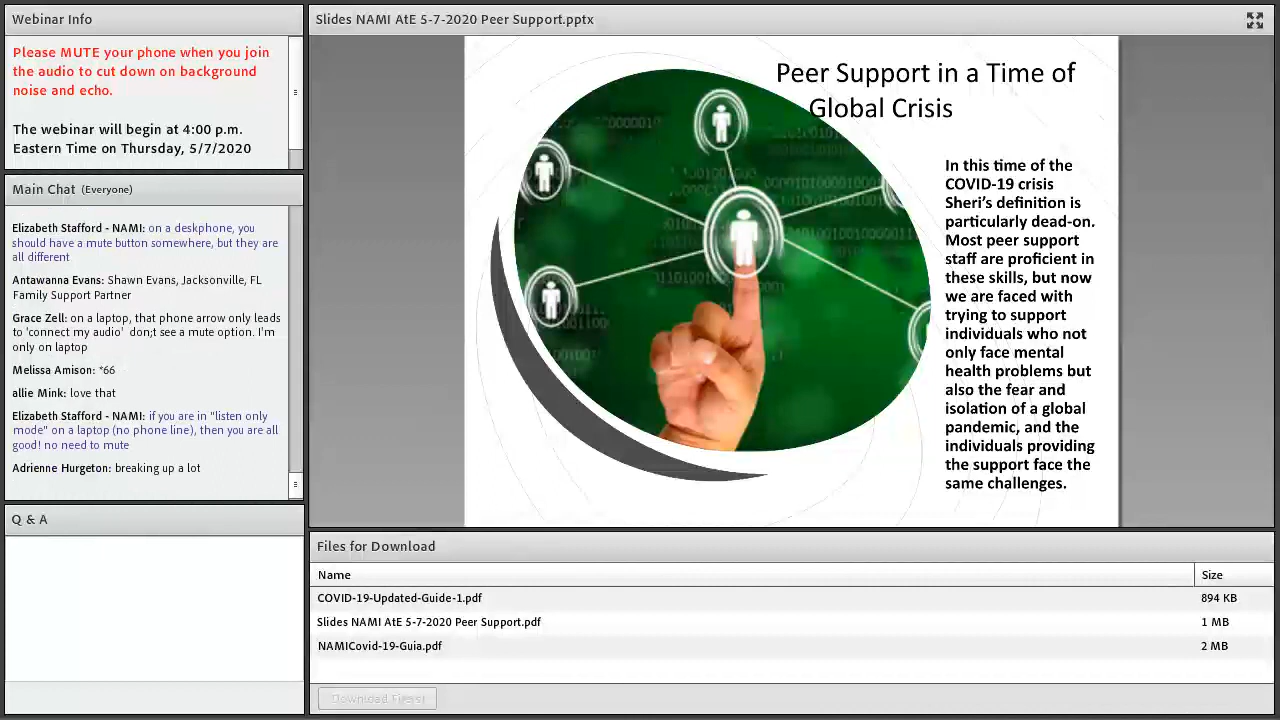 Webinar Info
Please MUTE your phone when you join
the audio to cut down on background
noise and echo.
The webinar will begin at 4:00 p.m.
Eastern Time on Thursday, 5/7/2020
Main Chat (Everyone)
Elizabeth Stafford - NAMI: on a deskphone, you
should have a mute button somewhere, but they are
all different
Antawanna Evans: Shawn Evans, Jacksonville, FL
Family Support Partner
Grace Zell: on a laptop, that phone arrow only leads
to 'connect my audio' don;t see a mute option. I'm
only on laptop
Melissa Amison: *66
allie Mink: love that
Elizabeth Stafford - NAMI: if you are in "listen only
mode" on a laptop (no phone line), then you are all
good! no need to mute
Adrienne Hurgeton: breaking up a lot
Q & A
Slides NAMI AtE 5-7-2020 Peer Support.pptx
Peer Support in a Time of
Global Crisis
In this time of the
COVID-19 crisis
Sheri's definition is
particularly dead-on.
Most peer support
staff are proficient in
these skills, but now
we are faced with
trying to support
individuals who not
only face mental
health problems but
also the fear and
isolation of a global
pandemic, and the
individuals providing
the support face the
same challenges.
Files for Download
Name Size
COVID-19-Updated-Guide-1.pdf 894 KB
Slides NAMI AtE 5-7-2020 Peer Support.pdf 1 MB
NAMICovid-19-Guia.pdf 2 MB
Download File(s)